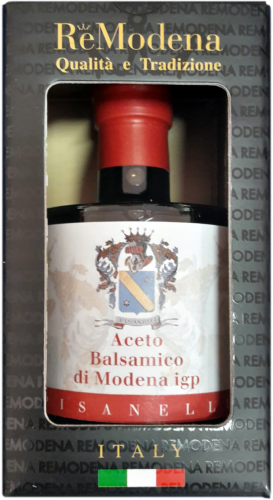 ReModena
Qualità e Tradizione
Aceto
Balsamico
di Modena igp
ISANELL
ITALY